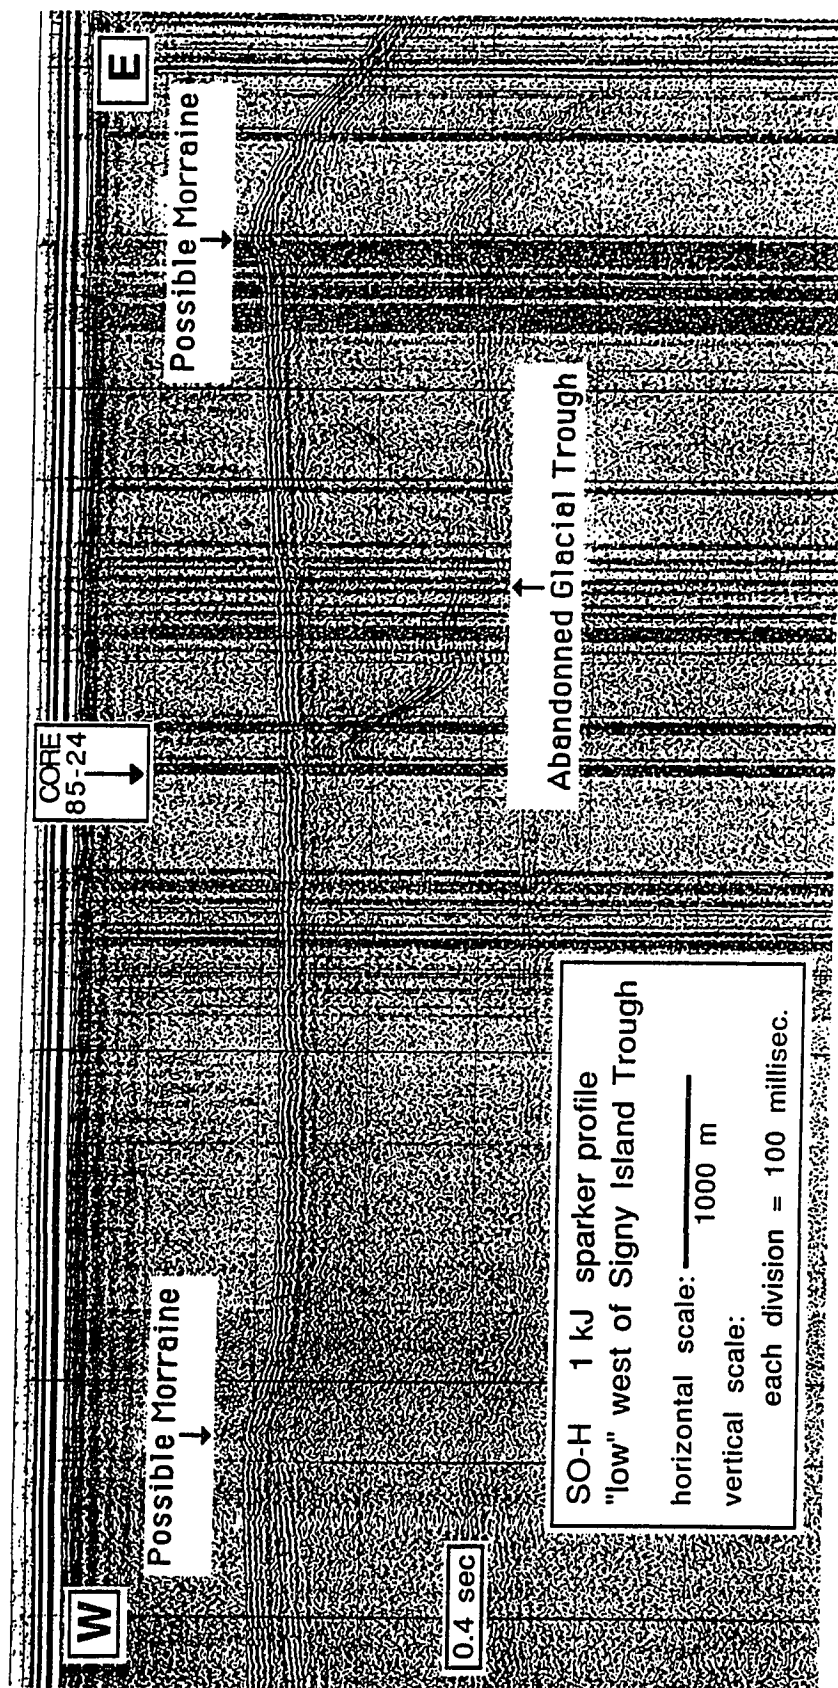 W
Possible Morraine
CORE
85-24
Possible Morraine
E
0.4 sec
Abandonned Glacial Trough
SO-H 1 kJ sparker profile
"low" west of Signy Island Trough
horizontal scale:
1000 m
vertical scale:
each division = 100 millisec.